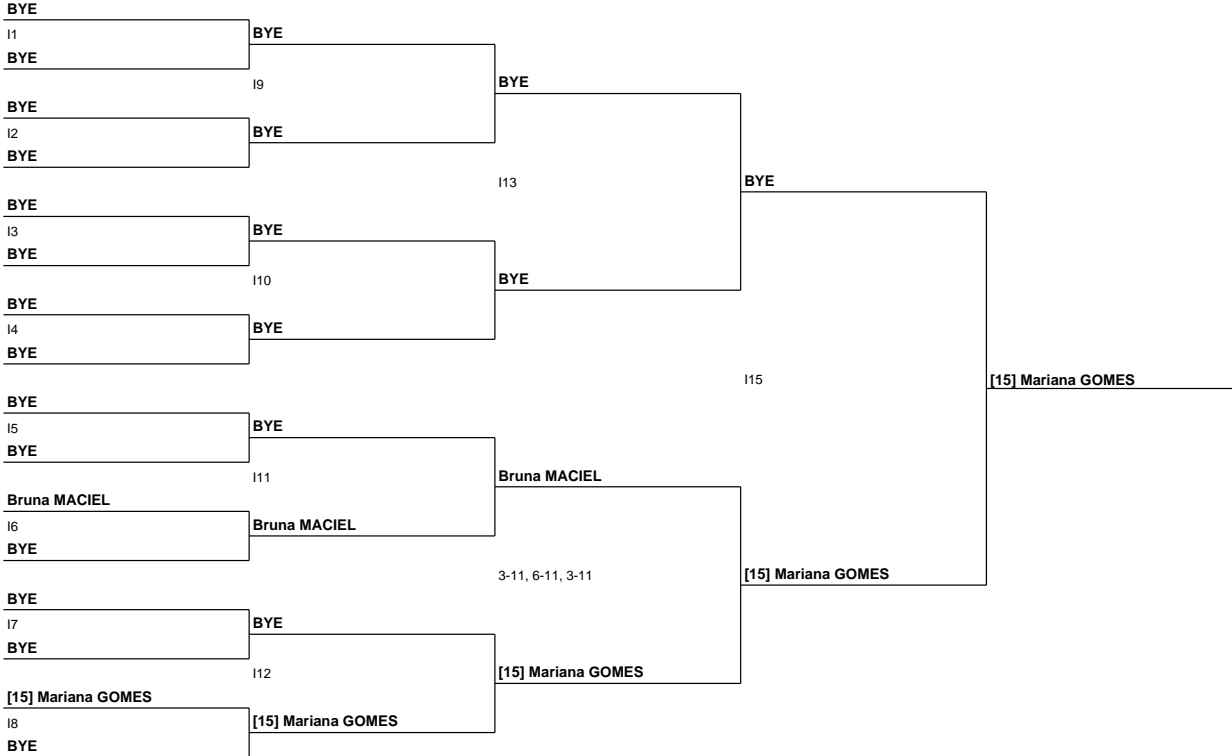 BYE
I1
BYE
BYE
I9
BYE
BYE
I2
BYE
BYE
I13
BYE
BYE
I3
BYE
BYE
I10
BYE
BYE
I4
BYE
BYE
I15
[15] Mariana GOMES
BYE
I5
BYE
BYE
I11
Bruna MACIEL
Bruna MACIEL
I6
Bruna MACIEL
BYE
3-11, 6-11, 3-11
[15] Mariana GOMES
BYE
I7
BYE
BYE
I12
[15] Mariana GOMES
[15] Mariana GOMES
I8
[15] Mariana GOMES
BYE